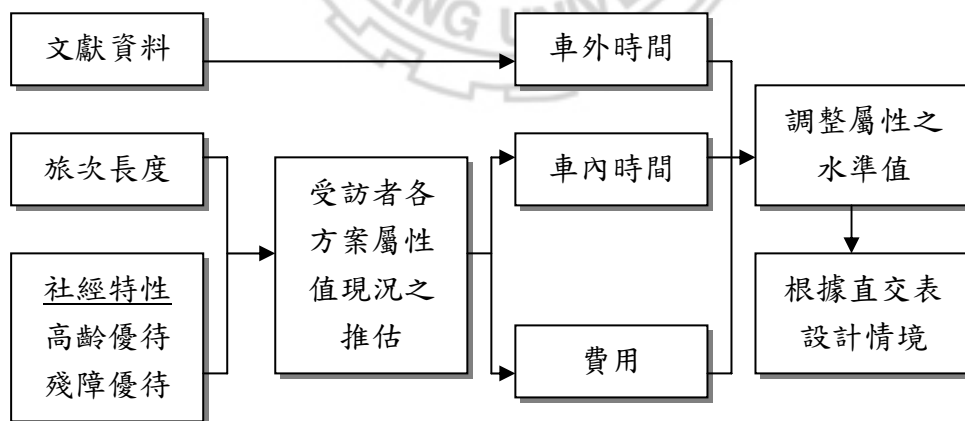 NG UNIV
文獻資料
車外時間
旅次長度
社經特性
高齡優待
殘障優待
受訪者各
方案屬性
值現況之
推估
車內時間
費用
調整屬性之
水準值
根據直交表
設計情境